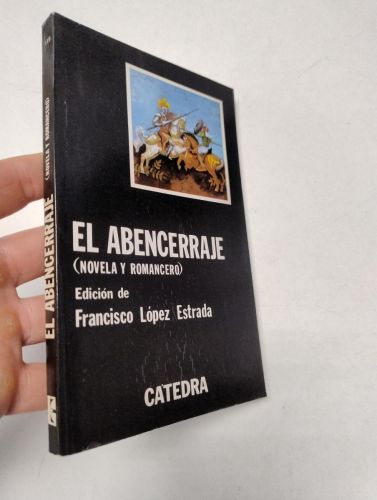 EL ABENCERRAJE
(NOVELA Y ROMANCERO)
Edición de
Francisco López Estrada
CATEDRA
EL ABENCERRAJE
(NOVELA Y ROMANCERO)